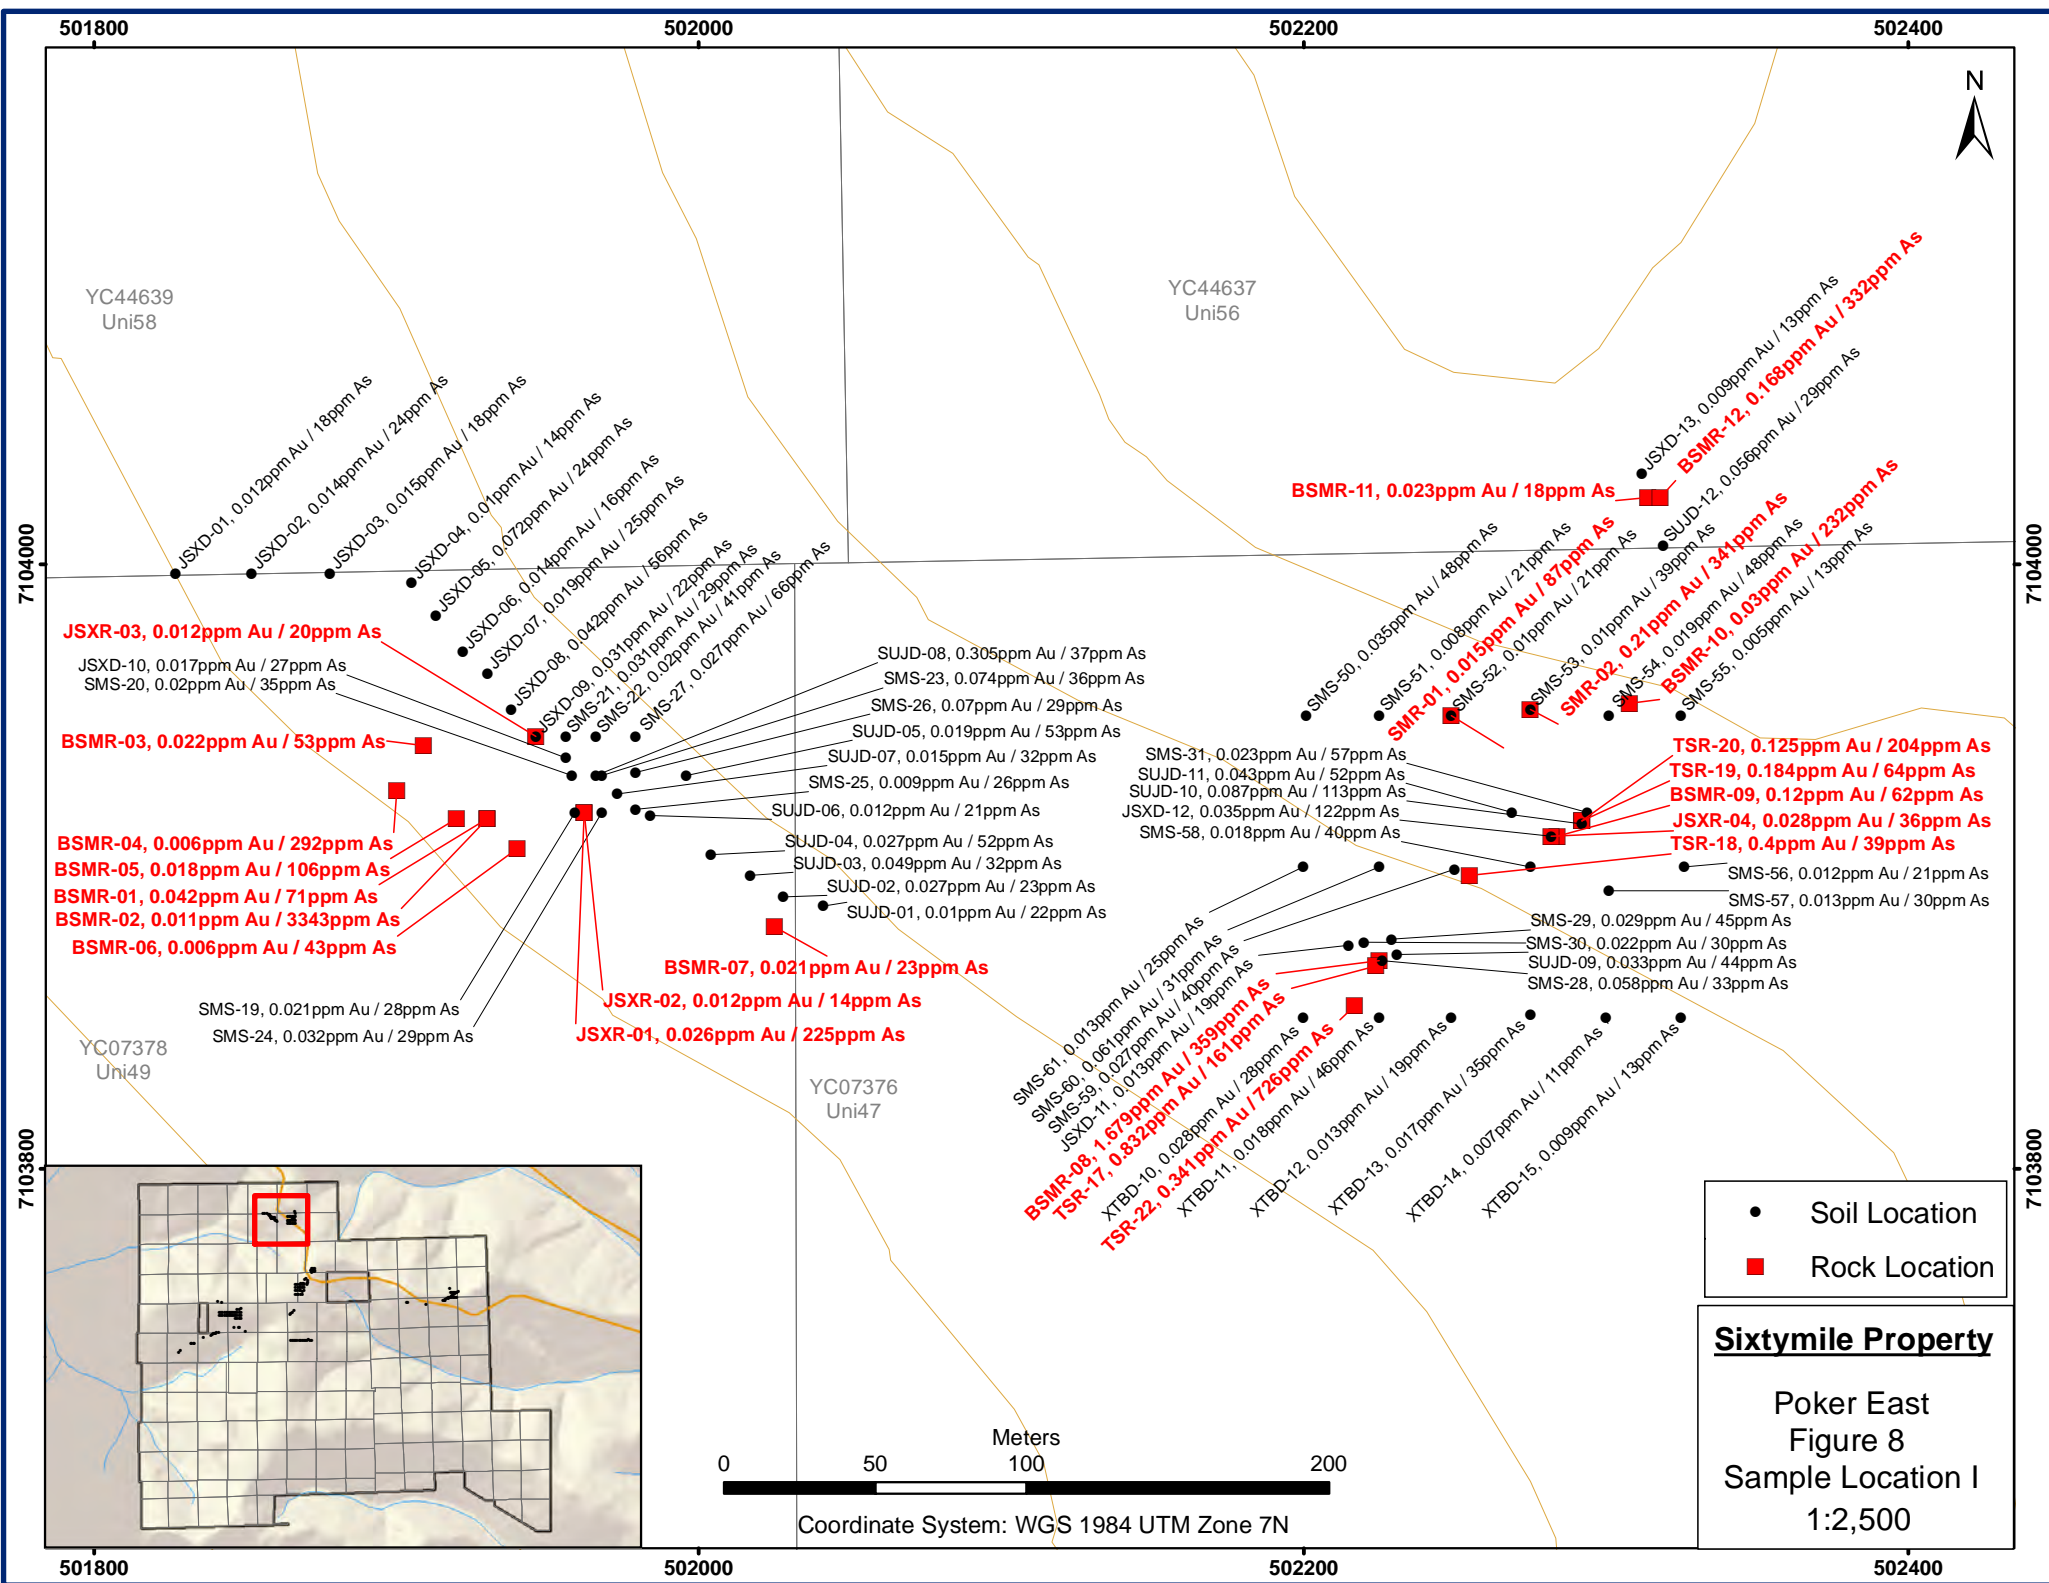 501800
502000
502200
502400
N
YC44639
Uni58
YC44637
Uni56
JSXD-01, 0.012ppm Au / 18ppm As
JSXD-02, 0.014ppm Au / 24ppm As
JSXD-03, 0.015ppm Au / 18ppm As
JSXD-04, 0.01ppm Au / 14ppm As
JSXD-05, 0.072ppm Au / 24ppm As
JSXD-06, 0.014ppm Au / 16ppm As
JSXD-07, 0.019ppm Au / 25ppm As
JSXD-08, 0.042ppm Au / 56ppm As
JSXD-09, 0.031ppm Au / 22ppm As
SMS-21, 0.031ppm Au / 29ppm As
SMS-22, 0.02ppm Au / 41ppm As
SMS-27, 0.027ppm Au / 66ppm As
JSXD-13, 0.009ppm Au / 13ppm As
BSMR-12, 0.168ppm Au / 332ppm As
BSMR-11, 0.023ppm Au / 18ppm As
SUJD-12, 0.056ppm Au / 29ppm As
SMS-50, 0.035ppm Au / 48ppm As
SMS-51, 0.008ppm Au / 21ppm As
SMR-01, 0.015ppm Au / 87ppm As
SMS-52, 0.01ppm Au / 21ppm As
SMS-53, 0.01ppm Au / 39ppm As
SMR-02, 0.21ppm Au / 341ppm As
SMS-54, 0.019ppm Au / 48ppm As
BSMR-10, 0.03ppm Au / 232ppm As
SMS-55, 0.005ppm Au / 13ppm As
7104000
7104000
JSXR-03, 0.012ppm Au / 20ppm As
JSXD-10, 0.017ppm Au / 27ppm As
SMS-20, 0.02ppm Au / 35ppm As
BSMR-03, 0.022ppm Au / 53ppm As
BSMR-04, 0.006ppm Au / 292ppm As
BSMR-05, 0.018ppm Au / 106ppm As
BSMR-01, 0.042ppm Au / 71ppm As
BSMR-02, 0.011ppm Au / 3343ppm As
BSMR-06, 0.006ppm Au / 43ppm As
SUJD-08, 0.305ppm Au / 37ppm As
SMS-23, 0.074ppm Au / 36ppm As
SMS-26, 0.07ppm Au / 29ppm As
SUJD-05, 0.019ppm Au / 53ppm As
SUJD-07, 0.015ppm Au / 32ppm As
SMS-25, 0.009ppm Au / 26ppm As
SUJD-06, 0.012ppm Au / 21ppm As
SUJD-04, 0.027ppm Au / 52ppm As
SUJD-03, 0.049ppm Au / 32ppm As
SUJD-02, 0.027ppm Au / 23ppm As
SUJD-01, 0.01ppm Au / 22ppm As
BSMR-07, 0.021ppm Au / 23ppm As
JSXR-02, 0.012ppm Au / 14ppm As
JSXR-01, 0.026ppm Au / 225ppm As
SMS-19, 0.021ppm Au / 28ppm As
SMS-24, 0.032ppm Au / 29ppm As
SMS-31, 0.023ppm Au / 57ppm As
SUJD-11, 0.043ppm Au / 52ppm As
SUJD-10, 0.087ppm Au / 113ppm As
JSXD-12, 0.035ppm Au / 122ppm As
SMS-58, 0.018ppm Au / 40ppm As
TSR-20, 0.125ppm Au / 204ppm As
TSR-19, 0.184ppm Au / 64ppm As
BSMR-09, 0.12ppm Au / 62ppm As
JSXR-04, 0.028ppm Au / 36ppm As
TSR-18, 0.4ppm Au / 39ppm As
SMS-56, 0.012ppm Au / 21ppm As
SMS-57, 0.013ppm Au / 30ppm As
SMS-29, 0.029ppm Au / 45ppm As
SMS-30, 0.022ppm Au / 30ppm As
SUJD-09, 0.033ppm Au / 44ppm As
SMS-28, 0.058ppm Au / 33ppm As
SMS-61, 0.013ppm Au / 25ppm As
SMS-60, 0.061ppm Au / 31ppm As
SMS-59, 0.027ppm Au / 40ppm As
JSXD-11, 0.013ppm Au / 19ppm As
BSMR-08, 1.679ppm Au / 359ppm As
TSR-17, 0.832ppm Au / 161ppm As
XTBD-10, 0.028ppm Au / 28ppm As
TSR-22, 0.341ppm Au / 726ppm As
XTBD-11, 0.018ppm Au / 46ppm As
XTBD-12, 0.013ppm Au / 19ppm As
XTBD-13, 0.017ppm Au / 35ppm As
XTBD-14, 0.007ppm Au / 11ppm As
XTBD-15, 0.009ppm Au / 13ppm As
YC07378
Uni49
YC07376
Uni47
7103800
7103800
Soil Location
Rock Location
Sixtymile Property
Poker East
Figure 8
Sample Location I
1:2,500
Meters
0
50
100
200
Coordinate System: WGS 1984 UTM Zone 7N
501800
502000
502200
502400